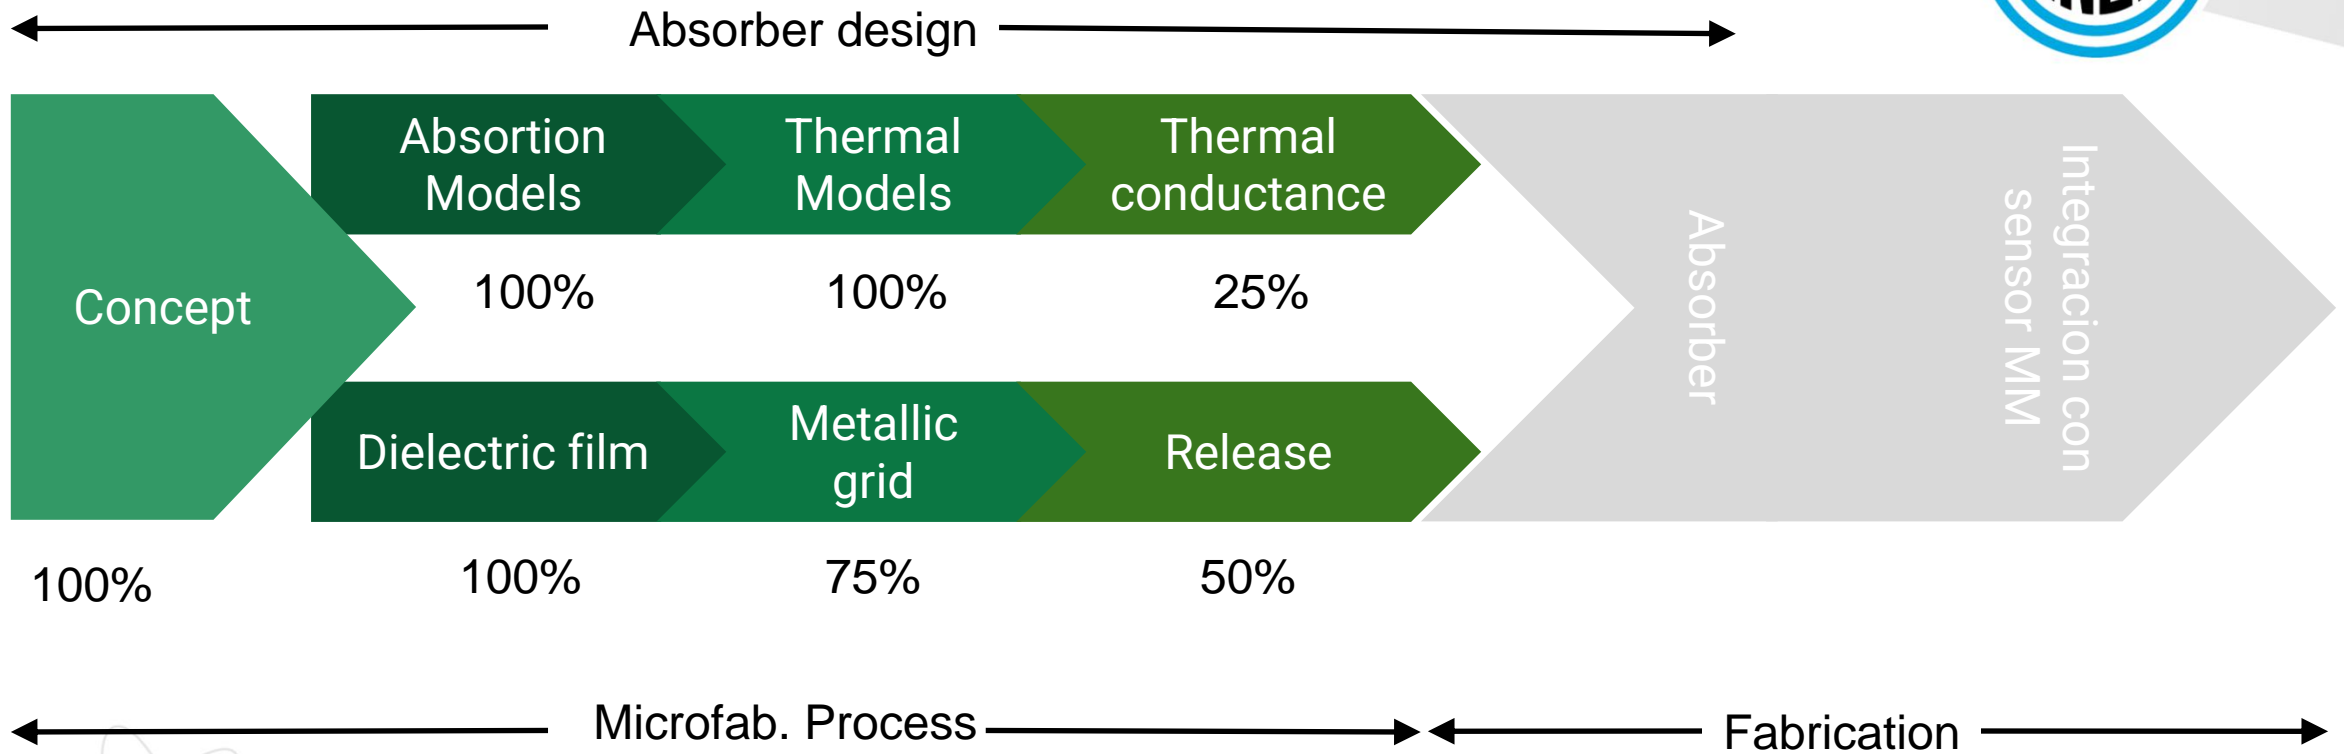 Absorber design
Concept
Absortion
Models
Thermal
Models
Thermal
conductance
100%
100%
25%
Dielectric film
Metallic
grid
Release
100%
100%
75%
50%
Absorber
Integracion con
sensor MM
Microfab. Process
Fabrication